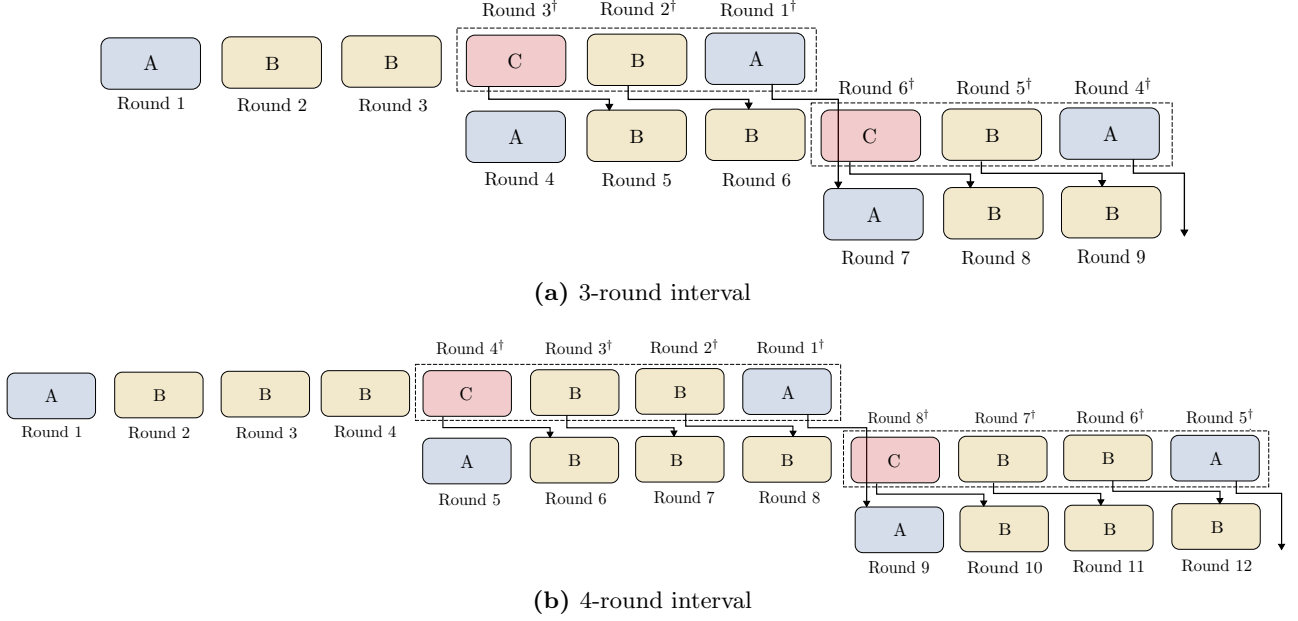 Round 3† Round 2† Round 1†
A B B C B A
Round 1 Round 2 Round 3
Round 6† Round 5† Round 4†
A B B C B A
Round 4 Round 5 Round 6
A B B
Round 7 Round 8 Round 9
(a) 3-round interval
Round 4† Round 3† Round 2† Round 1†
A B B B C B B A
Round 1 Round 2 Round 3 Round 4
Round 8† Round 7† Round 6† Round 5†
A B B B C B B A
Round 5 Round 6 Round 7 Round 8
A B B B
Round 9 Round 10 Round 11 Round 12
(b) 4-round interval